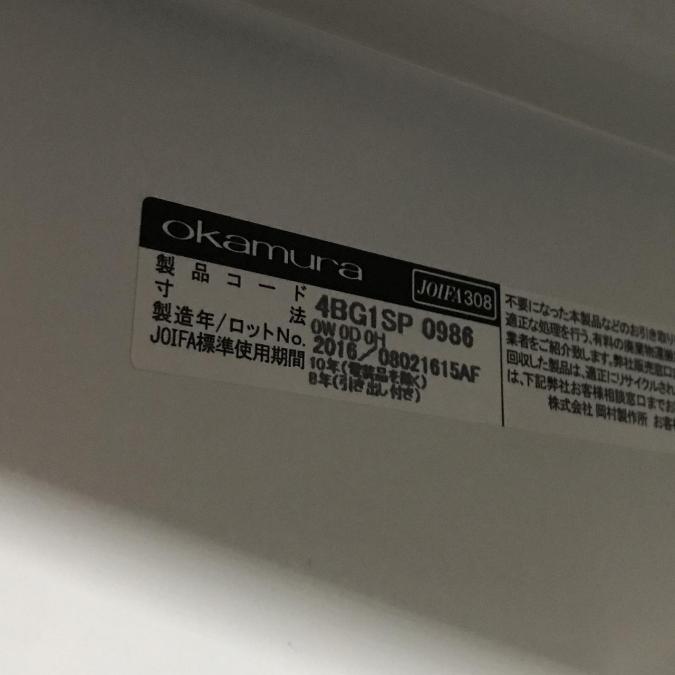 okamura
JOIFA308
製品コード 4BG1SP 0986
寸法 0W 0D 0H
製造年/ロットNo. 2016/08021615AF
JOIFA標準使用期間 10年(電装品を除く)
8年(引き出し付き)
不要になった本製品などのお引き取り
適正な処理を行う、有料の廃棄物運搬
業者をご紹介致します。弊社販売窓口
回収した製品は、適正にリサイクルされ
は、下記弊社お客様相談窓口までお
株式会社 岡村製作所 お客